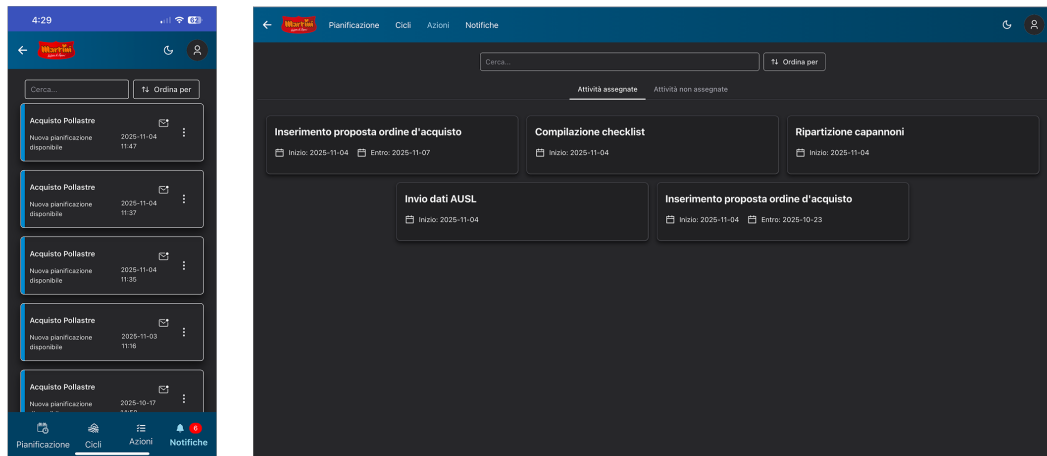 4:29
62
Martini
Cerca...
Ordina per
Acquisto Pollastre
Nuova pianificazione
disponibile
2025-11-04
11:47
Acquisto Pollastre
Nuova pianificazione
disponibile
2025-11-04
11:37
Acquisto Pollastre
Nuova pianificazione
disponibile
2025-11-04
11:35
Acquisto Pollastre
Nuova pianificazione
disponibile
2025-11-03
11:16
Acquisto Pollastre
Nuova pianificazione
2025-10-17
Pianificazione
Cicli
Azioni
6
Notifiche
Martini
Pianificazione Cicli Azioni Notifiche
Cerca...
Ordina per
Attività assegnate Attività non assegnate
Inserimento proposta ordine d'acquisto
Inizio: 2025-11-04 Entro: 2025-11-07
Compilazione checklist
Inizio: 2025-11-04
Ripartizione capannoni
Inizio: 2025-11-04
Invio dati AUSL
Inizio: 2025-11-04
Inserimento proposta ordine d'acquisto
Inizio: 2025-11-04 Entro: 2025-10-23